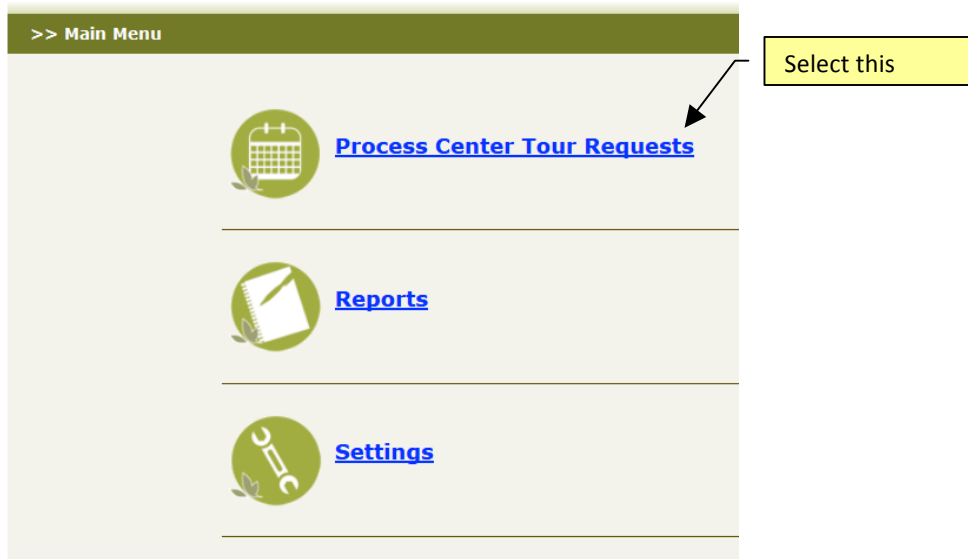 >> Main Menu
Select this
Process Center Tour Requests
Reports
Settings